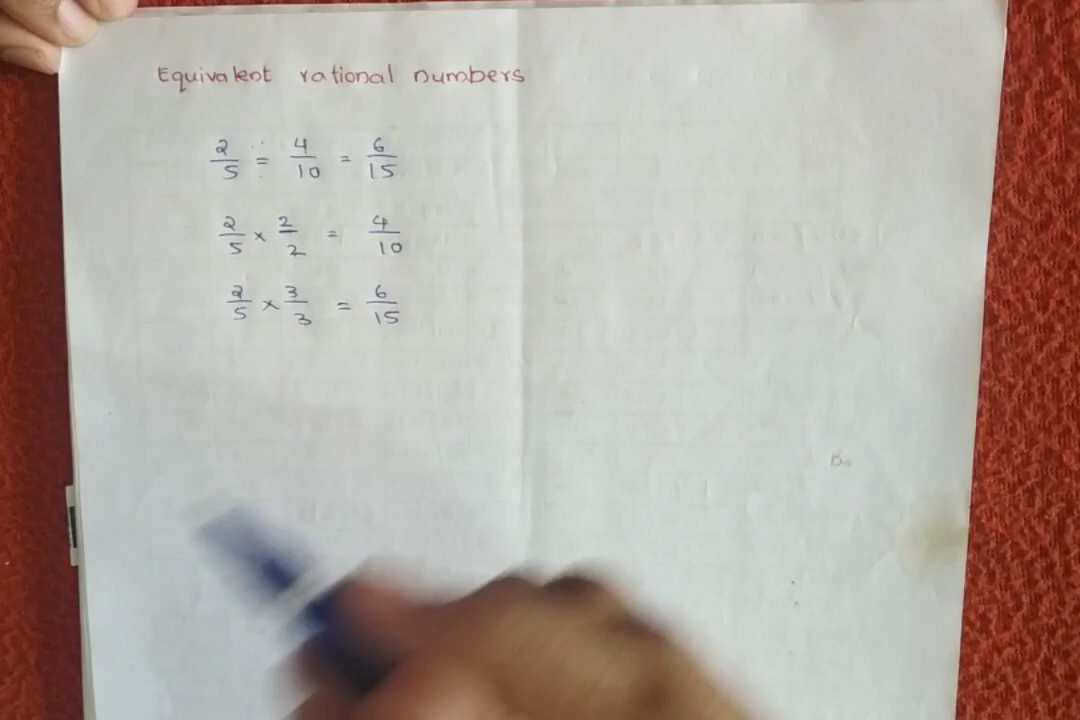 Equivalent rational numbers
2/5 = 4/10 = 6/15
2/5 × 2/2 = 4/10
2/5 × 3/3 = 6/15